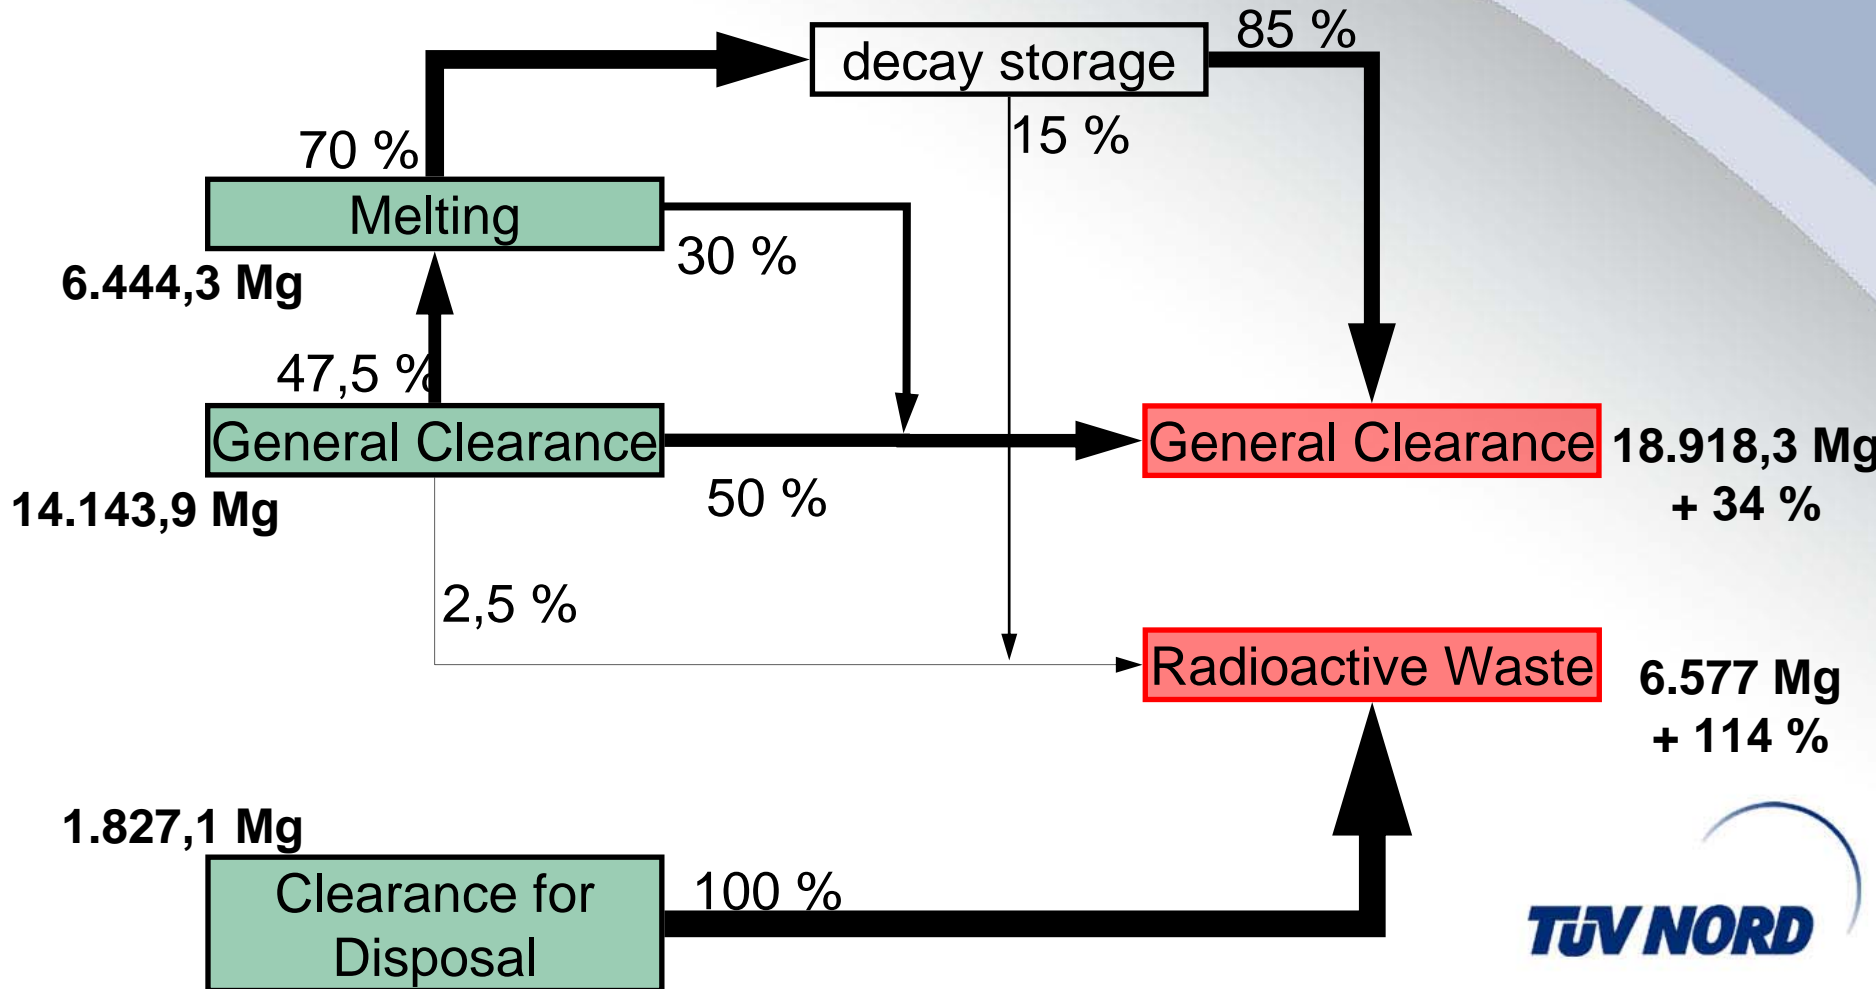 decay storage
85 %
15 %
70 %
Melting
30 %
6.444,3 Mg
47,5 %
General Clearance
50 %
14.143,9 Mg
General Clearance
18.918,3 Mg
+ 34 %
2,5 %
Radioactive Waste
6.577 Mg
+ 114 %
1.827,1 Mg
Clearance for
Disposal
100 %
TÜV NORD